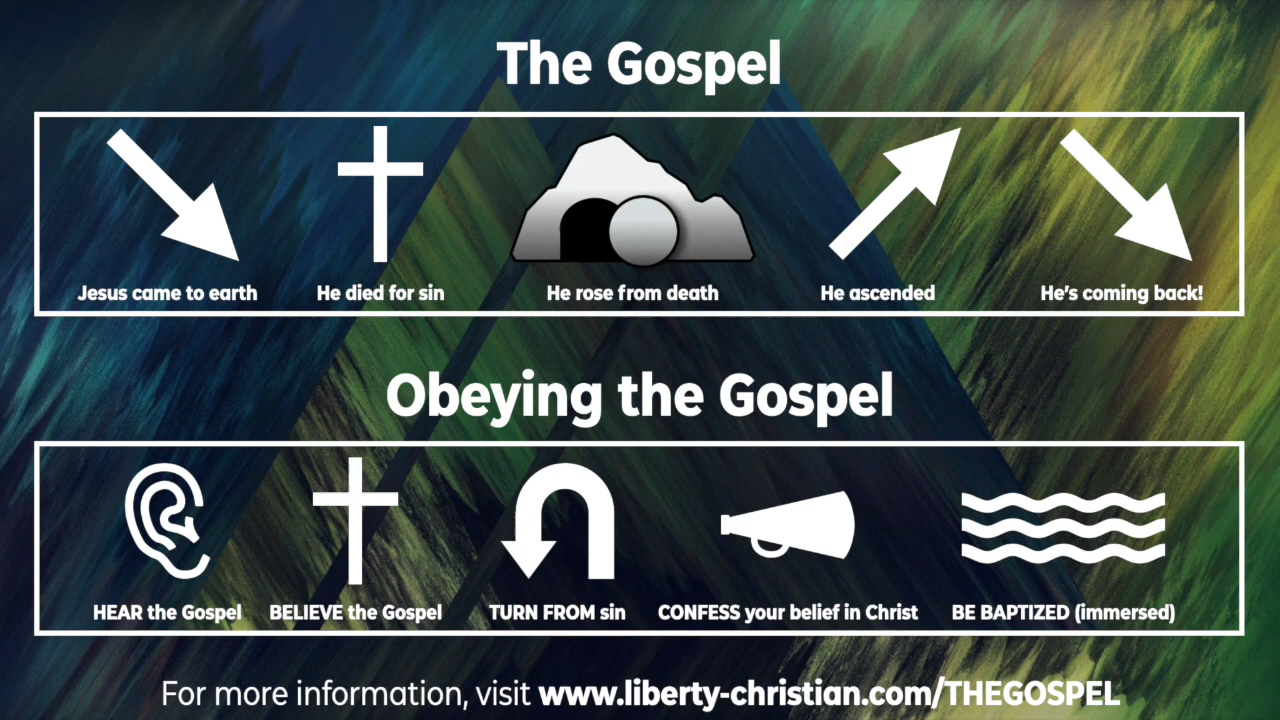 The Gospel
Jesus came to earth
He died for sin
He rose from death
He ascended
He's coming back!
Obeying the Gospel
HEAR the Gospel
BELIEVE the Gospel
TURN FROM sin
CONFESS your belief in Christ
BE BAPTIZED (immersed)
For more information, visit www.liberty-christian.com/THEGOSPEL